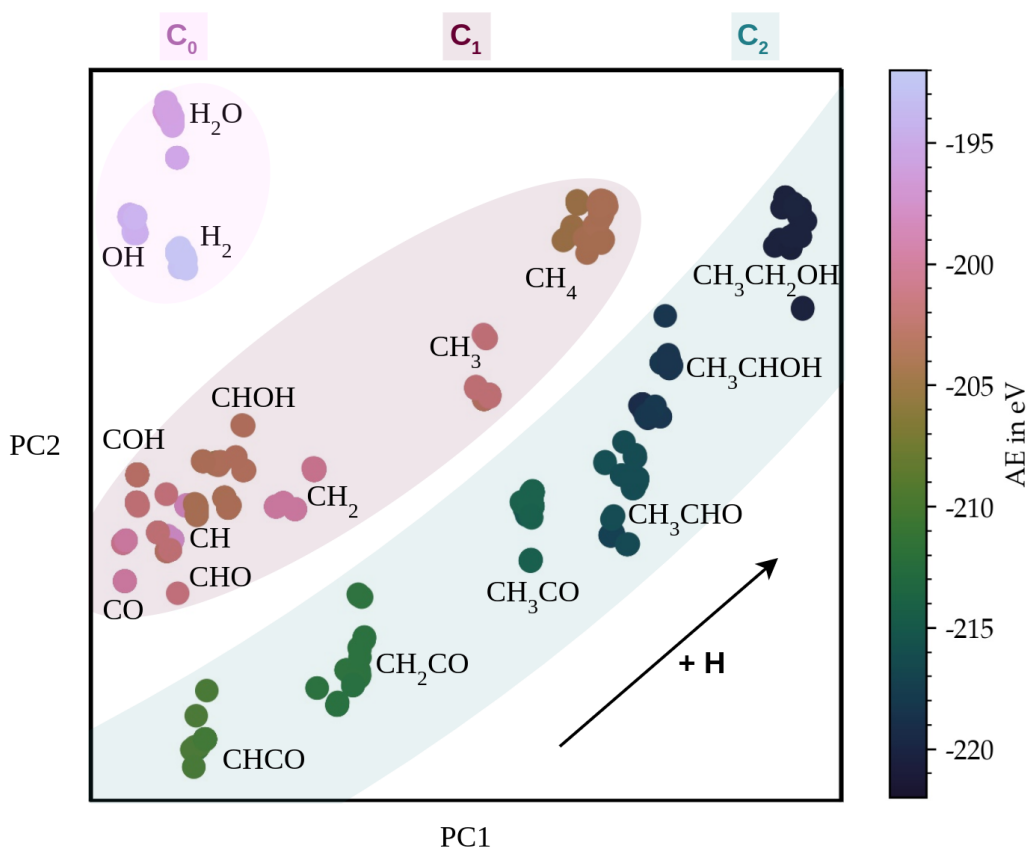 C₀ C₁ C₂
H₂O
-195
H₂
OH
-200
CH₄
CH₃CH₂OH
CH₃
CH₃CHOH
-205
CHOH
COH
PC2
AE in eV
CH₂
-210
CH₃CHO
CH
CHO
CH₃CO
CO
-215
CH₂CO
+ H
-220
CHCO
PC1